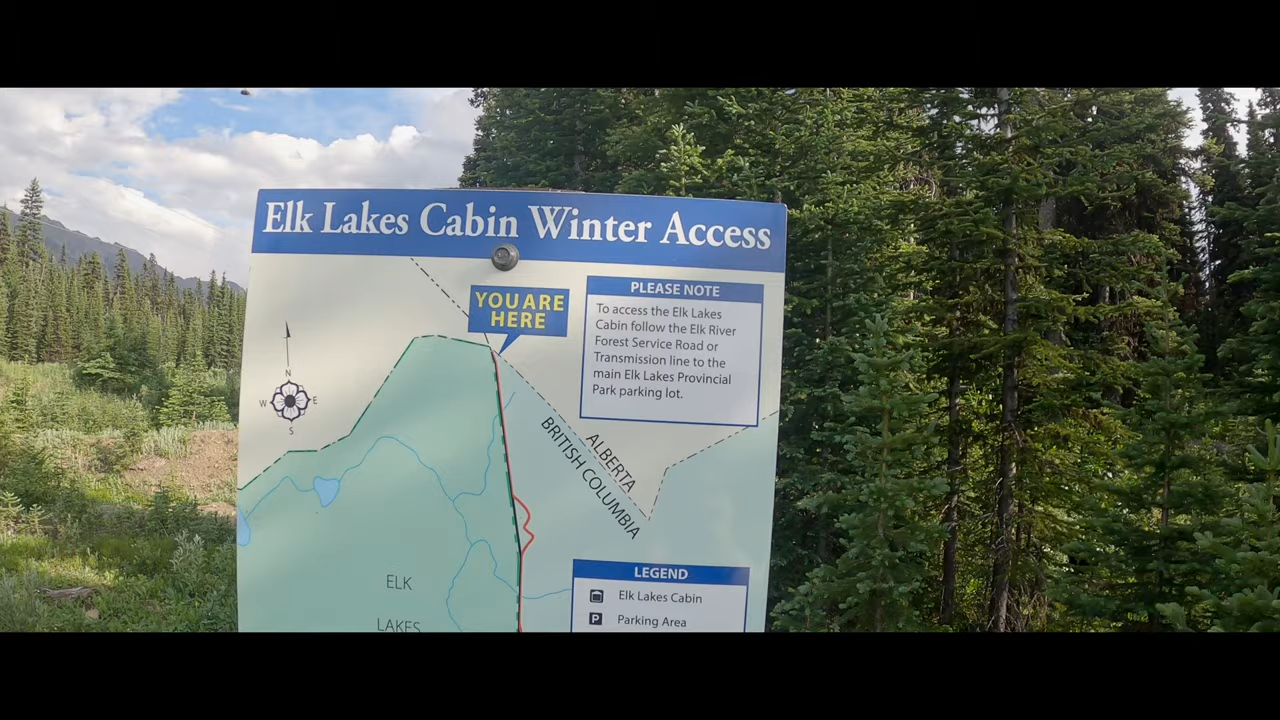 Elk Lakes Cabin Winter Access
YOU ARE
HERE
PLEASE NOTE
To access the Elk Lakes
Cabin follow the Elk River
Forest Service Road or
Transmission line to the
main Elk Lakes Provincial
Park parking lot.
N
W E
S
ALBERTA
BRITISH COLUMBIA
ELK
LAKES
LEGEND
Elk Lakes Cabin
P Parking Area